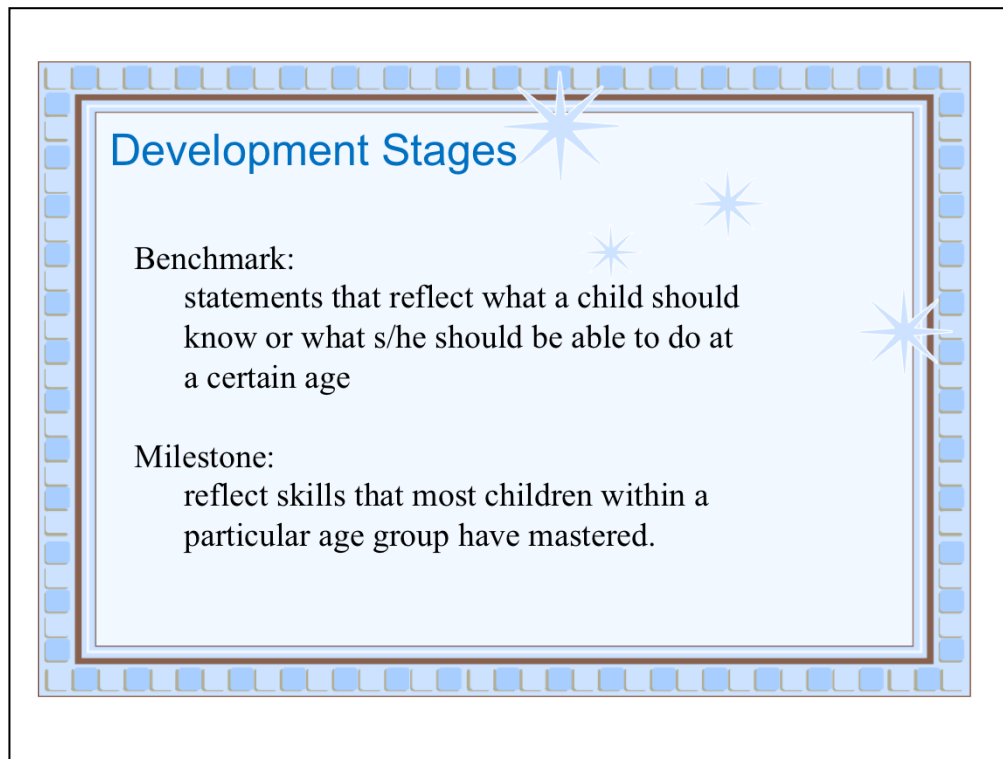 Development Stages
Benchmark:
statements that reflect what a child should
know or what s/he should be able to do at
a certain age
Milestone:
reflect skills that most children within a
particular age group have mastered.